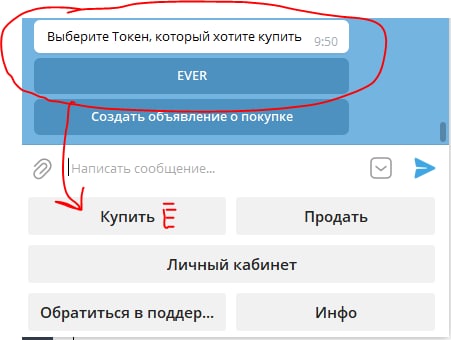 Выберите Токен, который хотите купить 9:50
EVER
Создать объявление о покупке
Написать сообщение...
Купить E
Продать
Личный кабинет
Обратиться в поддер...
Инфо